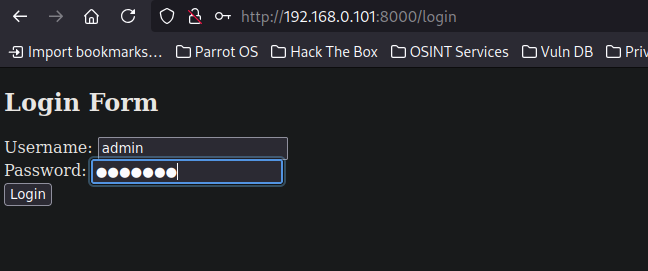 http://192.168.0.101:8000/login
Import bookmarks... Parrot OS Hack The Box OSINT Services Vuln DB Priv
Login Form
Username: admin
Password: ●●●●●●●
Login